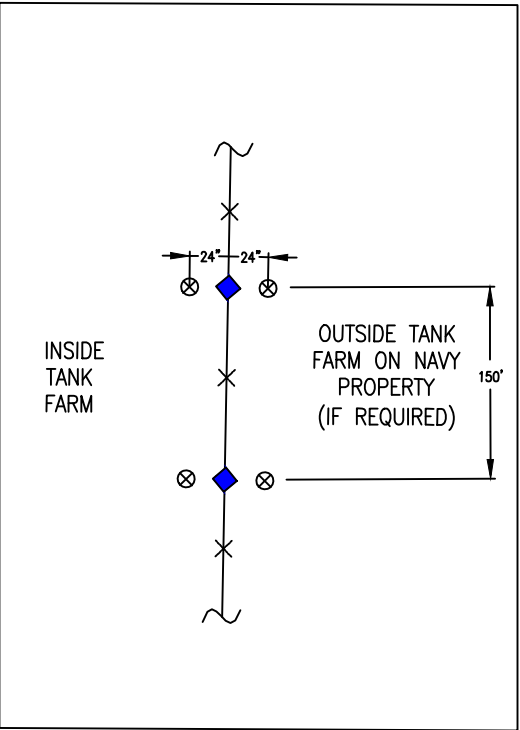 24" 24"
INSIDE
TANK
FARM
OUTSIDE TANK
FARM ON NAVY
PROPERTY
(IF REQUIRED)
150'